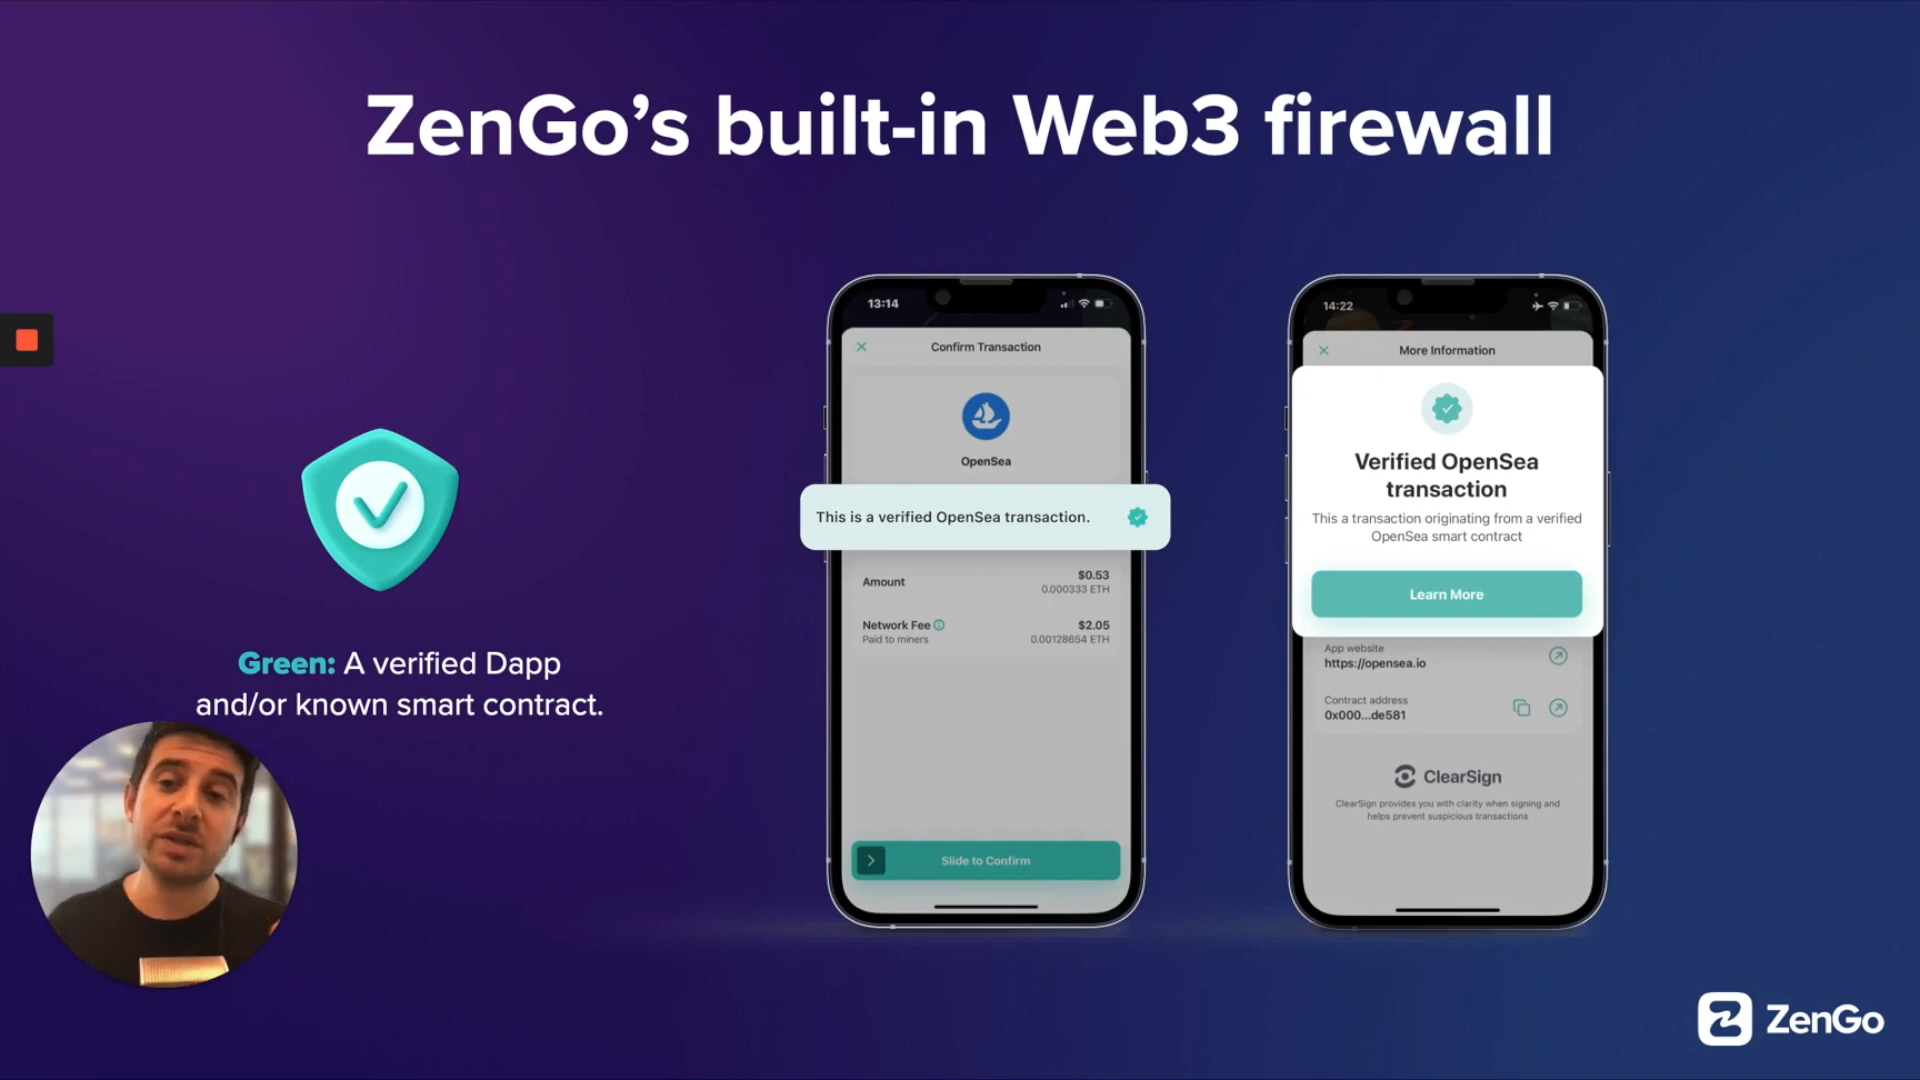 ZenGo's built-in Web3 firewall
Green: A verified Dapp
and/or known smart contract.
13:14
Confirm Transaction
OpenSea
This is a verified OpenSea transaction.
Amount
$0.53
0.000333 ETH
Network Fee
$2.05
Paid to miners
0.00128654 ETH
Slide to Confirm
14:22
More Information
Verified OpenSea
transaction
This a transaction originating from a verified
OpenSea smart contract
Learn More
App website
https://opensea.io
Contract address
0x000...de581
ClearSign
ClearSign provides you with clarity when signing and
helps prevent suspicious transactions
ZenGo